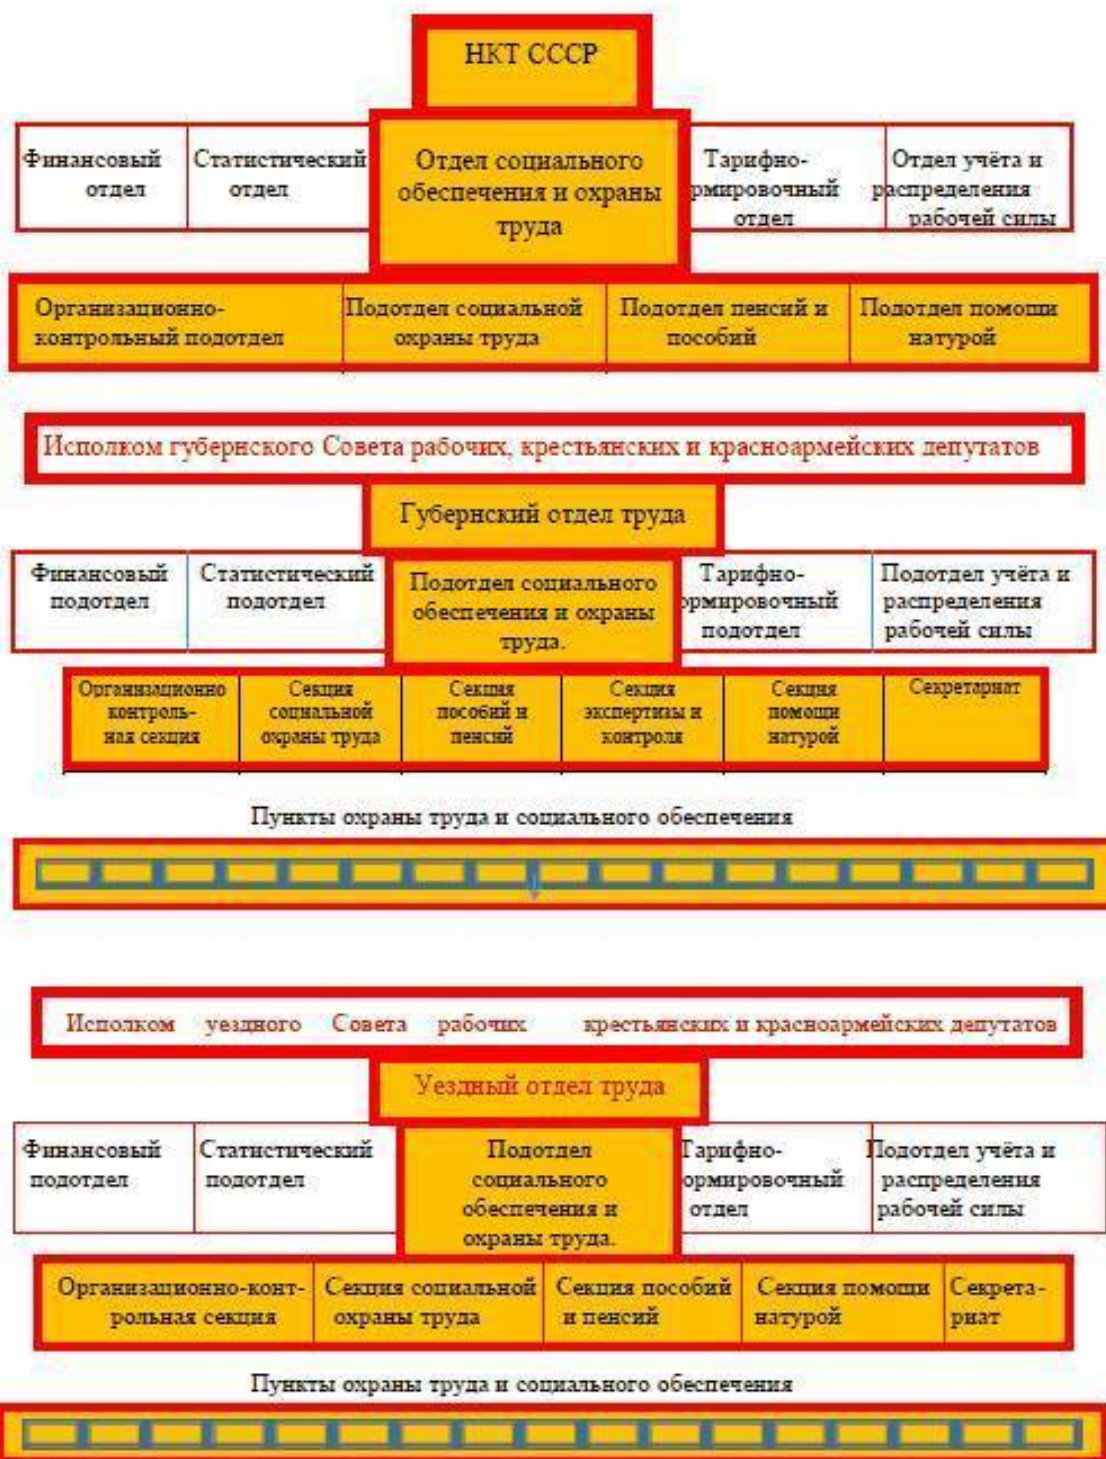 НКТ СССР
Финансовый
отдел
Статистический
отдел
Отдел социального
обеспечения и охраны
труда
Тарифно-
рмировочный
отдел
Отдел учёта и
распределения
рабочей силы
Организационно-
контрольный подотдел
Подотдел социальной
охраны труда
Подотдел пенсий и
пособий
Подотдел помощи
натурой
Исполком губернского Совета рабочих, крестьянских и красноармейских депутатов
Губернский отдел труда
Финансовый
подотдел
Статистический
подотдел
Подотдел социального
обеспечения и охраны
труда.
Тарифно-
ормировочный
подотдел
Подотдел учёта и
распределения
рабочей силы
Организационно
контроль-
ная секция
Секция
социальной
охраны труда
Секция
пособий и
пенсий
Секция
экспертизы и
контроля
Секция
помощи
натурой
Секретариат
Пункты охраны труда и социального обеспечения
Исполком уездного Совета рабочих крестьянских и красноармейских депутатов
Уездный отдел труда
Финансовый
подотдел
Статистический
подотдел
Подотдел
социального
обеспечения и
охраны труда.
Тарифно-
ормировочный
отдел
Подотдел учёта и
распределения
рабочей силы
Организационно-конт-
рольная секция
Секция социальной
охраны труда
Секция пособий
и пенсий
Секция помощи
натурой
Секрета-
риат
Пункты охраны труда и социального обеспечения